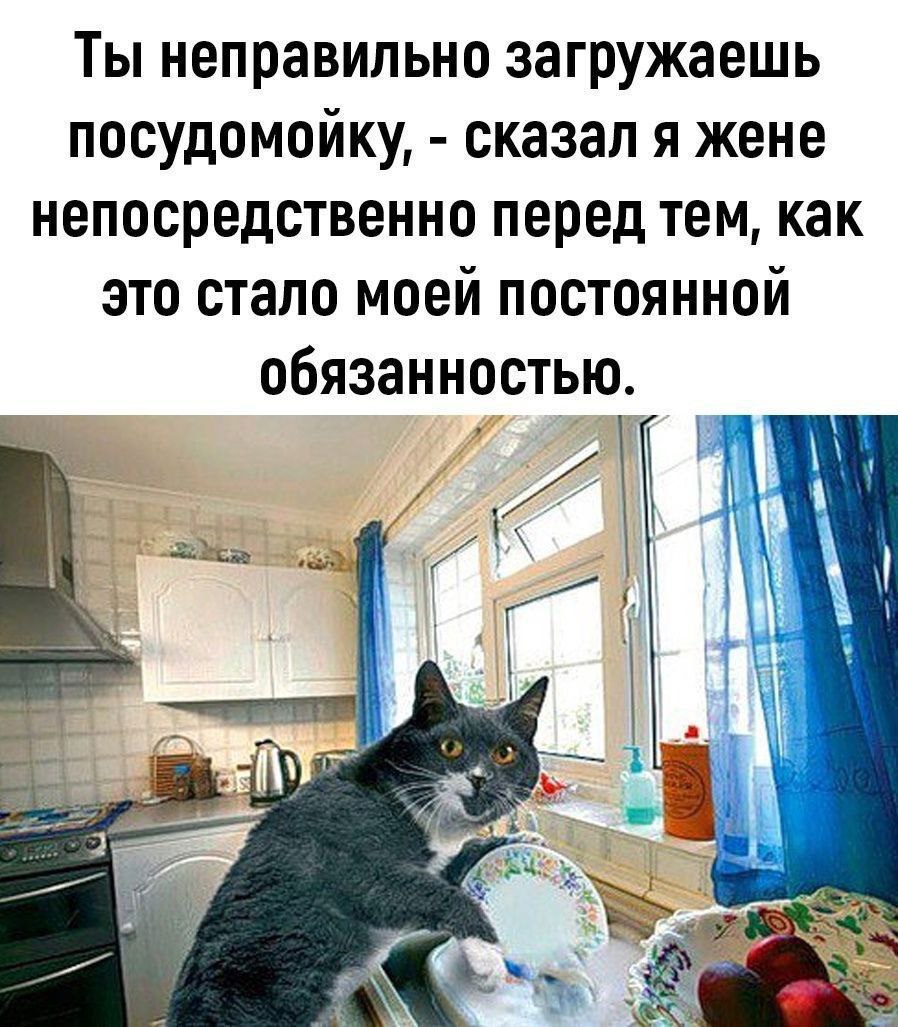 Ты неправильно загружаешь
посудомойку, - сказал я жене
непосредственно перед тем, как
это стало моей постоянной
обязанностью.